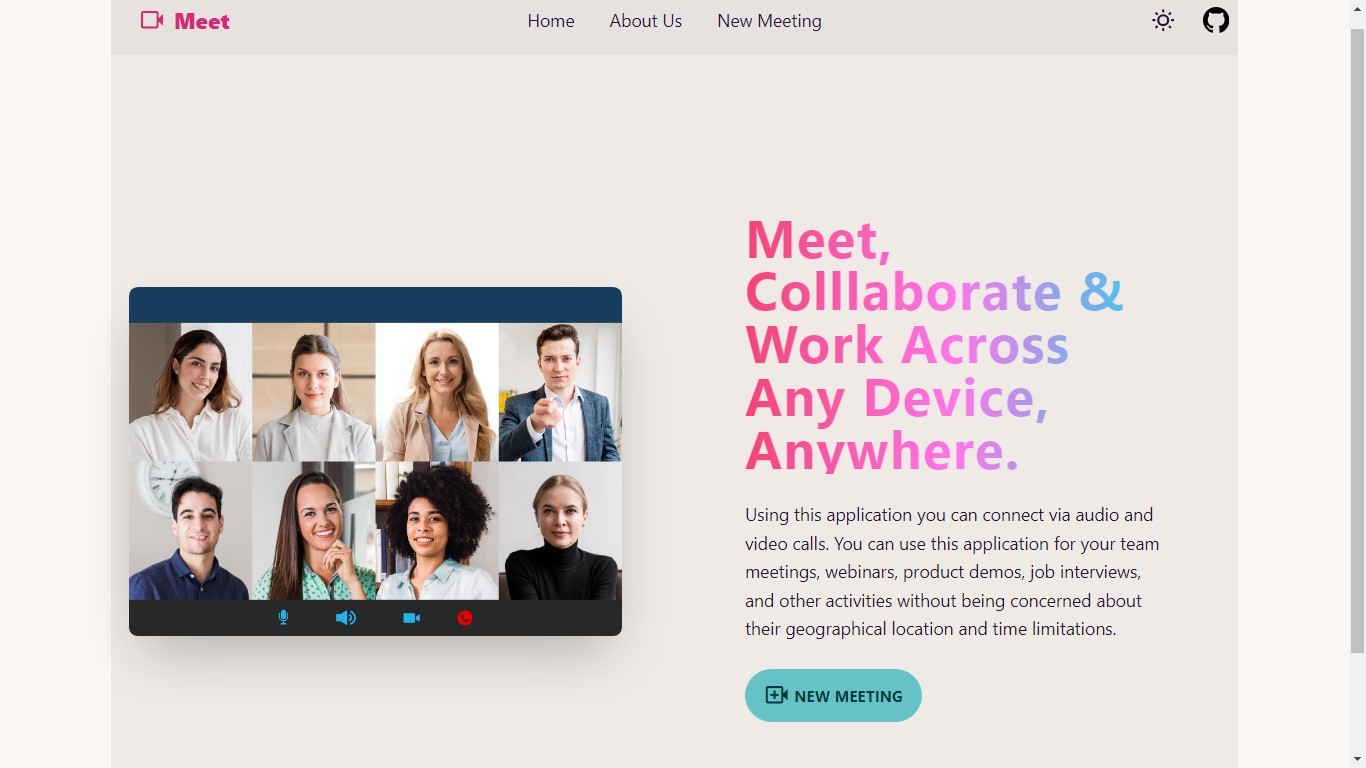 Meet
Home
About Us
New Meeting
Meet,
Colllaborate &
Work Across
Any Device,
Anywhere.
Using this application you can connect via audio and
video calls. You can use this application for your team
meetings, webinars, product demos, job interviews,
and other activities without being concerned about
their geographical location and time limitations.
NEW MEETING